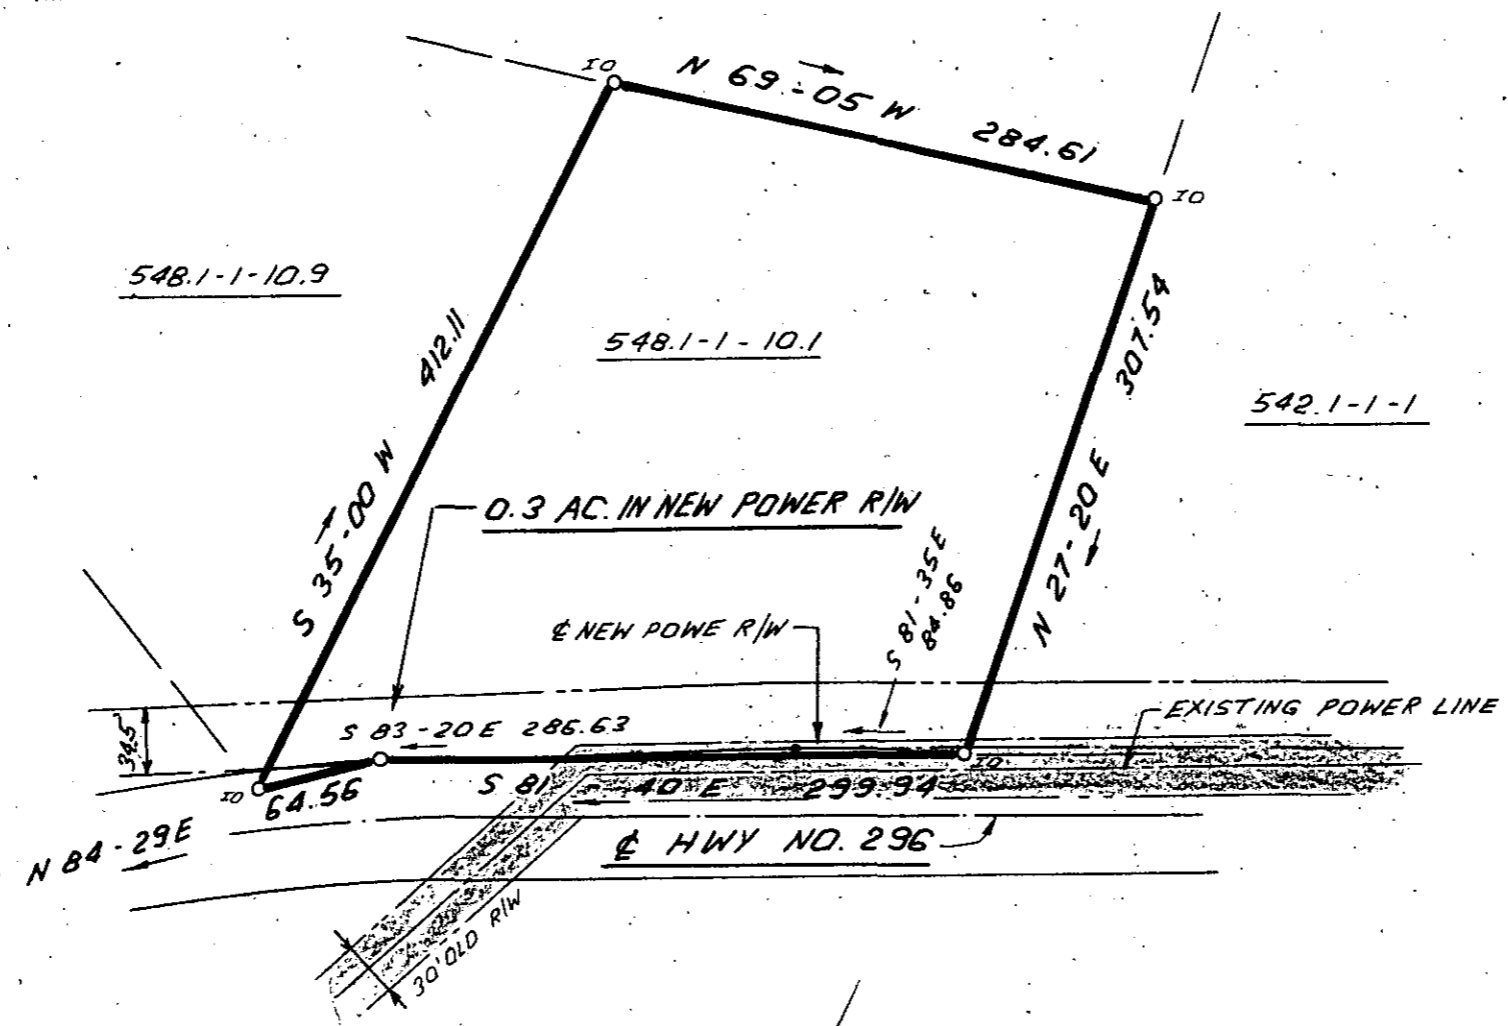 IO
N 69-05 W 284.61
IO
548.1-1-10.9
412.11
548.1-1-10.1
307.54
542.1-1-1
S 35-00 W
0.3 AC. IN NEW POWER R/W
N 27-20 E
S 81-35E
84.86
℄ NEW POWE R/W
EXISTING POWER LINE
34.5'
S 83-20 E 286.63
IO
IO
64.56
S 81-40 E 299.94
N 84-29 E
℄ HWY NO. 296
30' OLD R/W